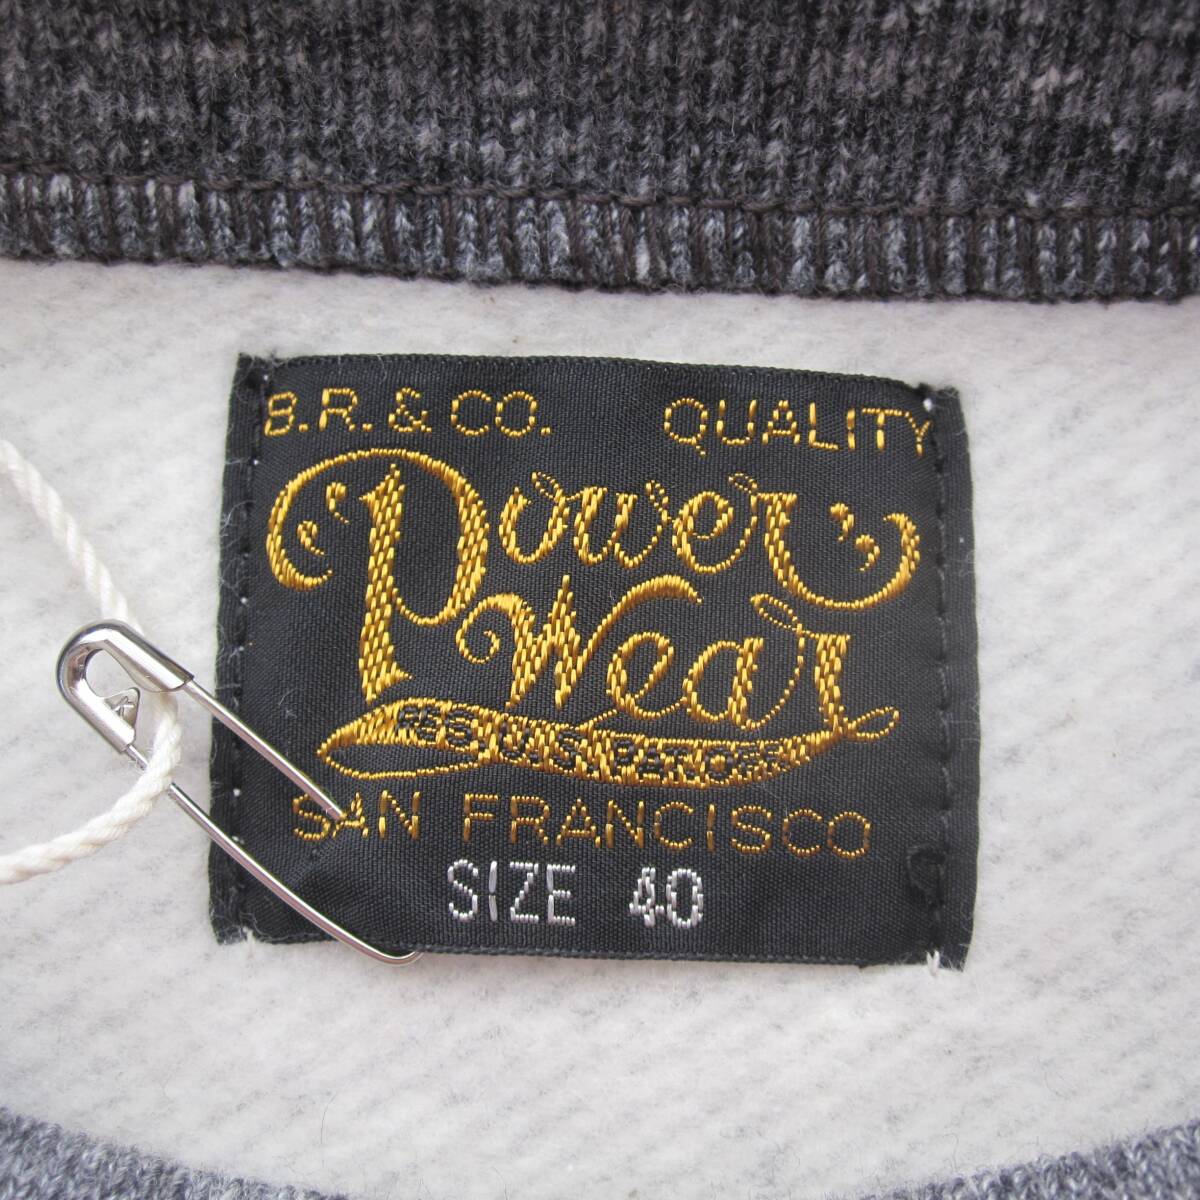 B.R. & CO. QUALITY
Power
Wear
REG. U.S. PAT. OFF.
SAN FRANCISCO
SIZE 40